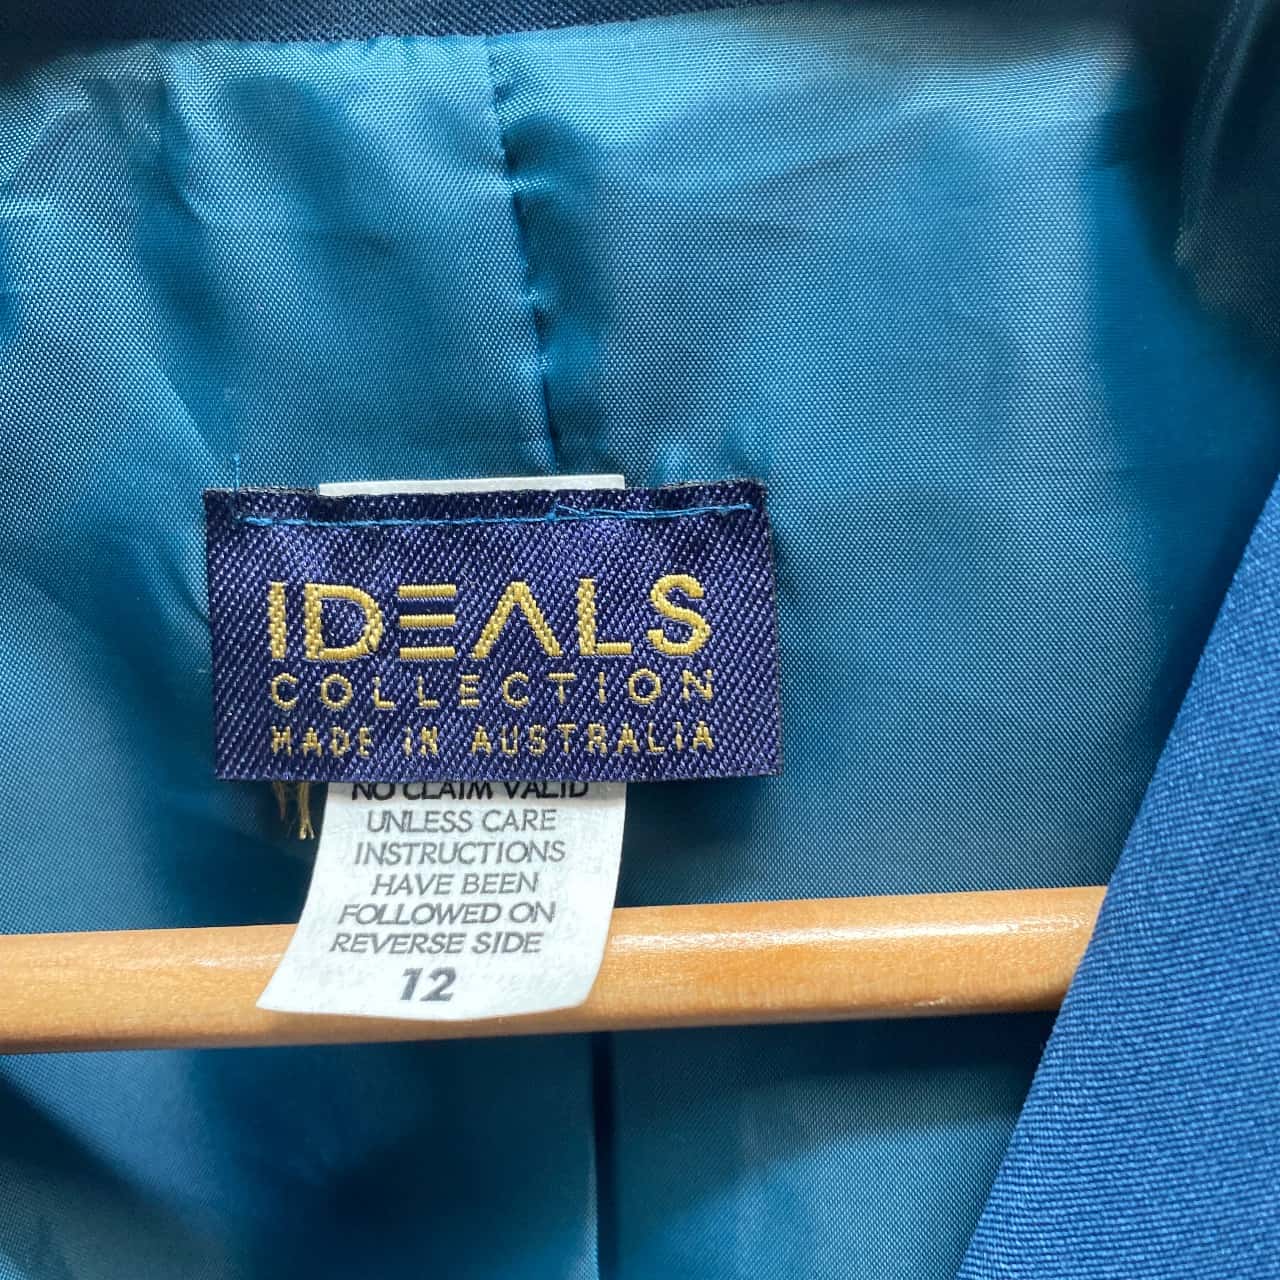 IDEALS
COLLECTION
MADE IN AUSTRALIA
NO CLAIM VALID
UNLESS CARE
INSTRUCTIONS
HAVE BEEN
FOLLOWED ON
REVERSE SIDE
12